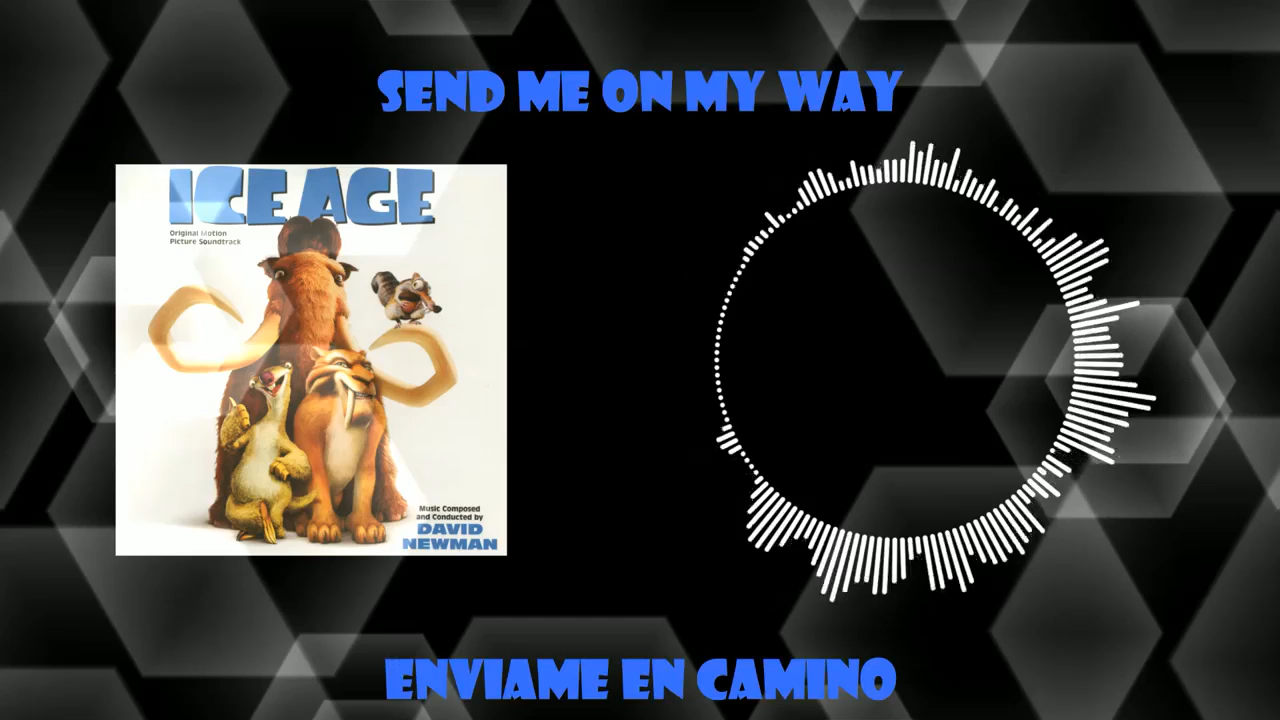 SEND ME ON MY WAY
ICE AGE
Original Motion
Picture Soundtrack
Music Composed
and Conducted by
DAVID
NEWMAN
ENVIAME EN CAMINO